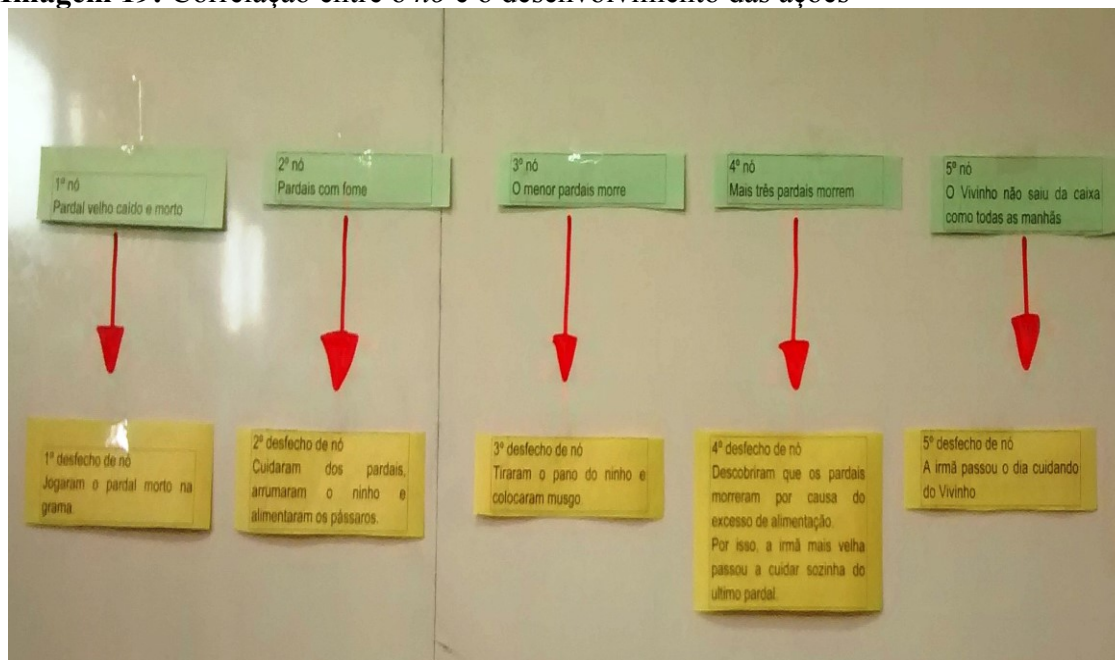 Imagem 19: Correlação entre o nó e o desenvolvimento das ações
1º nó
Pardal velho caído e morto
2º nó
Pardais com fome
3º nó
O menor pardais morre
4º nó
Mais três pardais morrem
5º nó
O Vivinho não saiu da caixa
como todas as manhãs
1º desfecho de nó
Jogaram o pardal morto na
grama.
2º desfecho de nó
Cuidaram dos pardais,
arrumaram o ninho e
alimentaram os pássaros.
3º desfecho de nó
Tiraram o pano do ninho e
colocaram musgo.
4º desfecho de nó
Descobriram que os pardais
morreram por causa do
excesso de alimentação.
Por isso, a irmã mais velha
passou a cuidar sozinha do
ultimo pardal.
5º desfecho de nó
A irmã passou o dia cuidando
do Vivinho